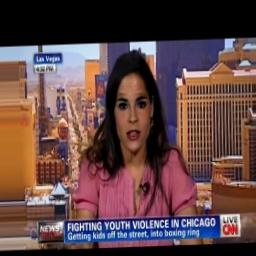 Las Vegas
4:32 PM
FIGHTING YOUTH VIOLENCE IN CHICAGO
Getting kids off the street, into boxing ring
NEWS
LIVE
CNN